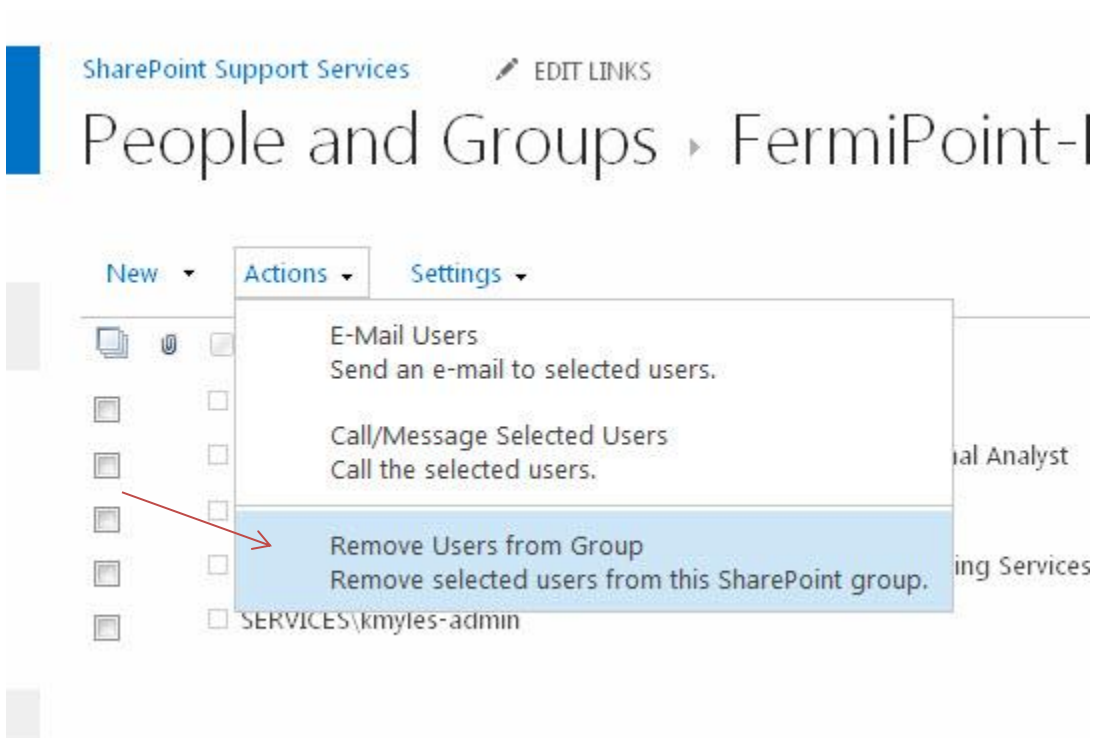 SharePoint Support Services EDIT LINKS
People and Groups ▸ FermiPoint-
New Actions Settings
E-Mail Users
Send an e-mail to selected users.
Call/Message Selected Users
Call the selected users.
nal Analyst
Remove Users from Group
Remove selected users from this SharePoint group.
ing Services
SERVICES\kmyles-admin